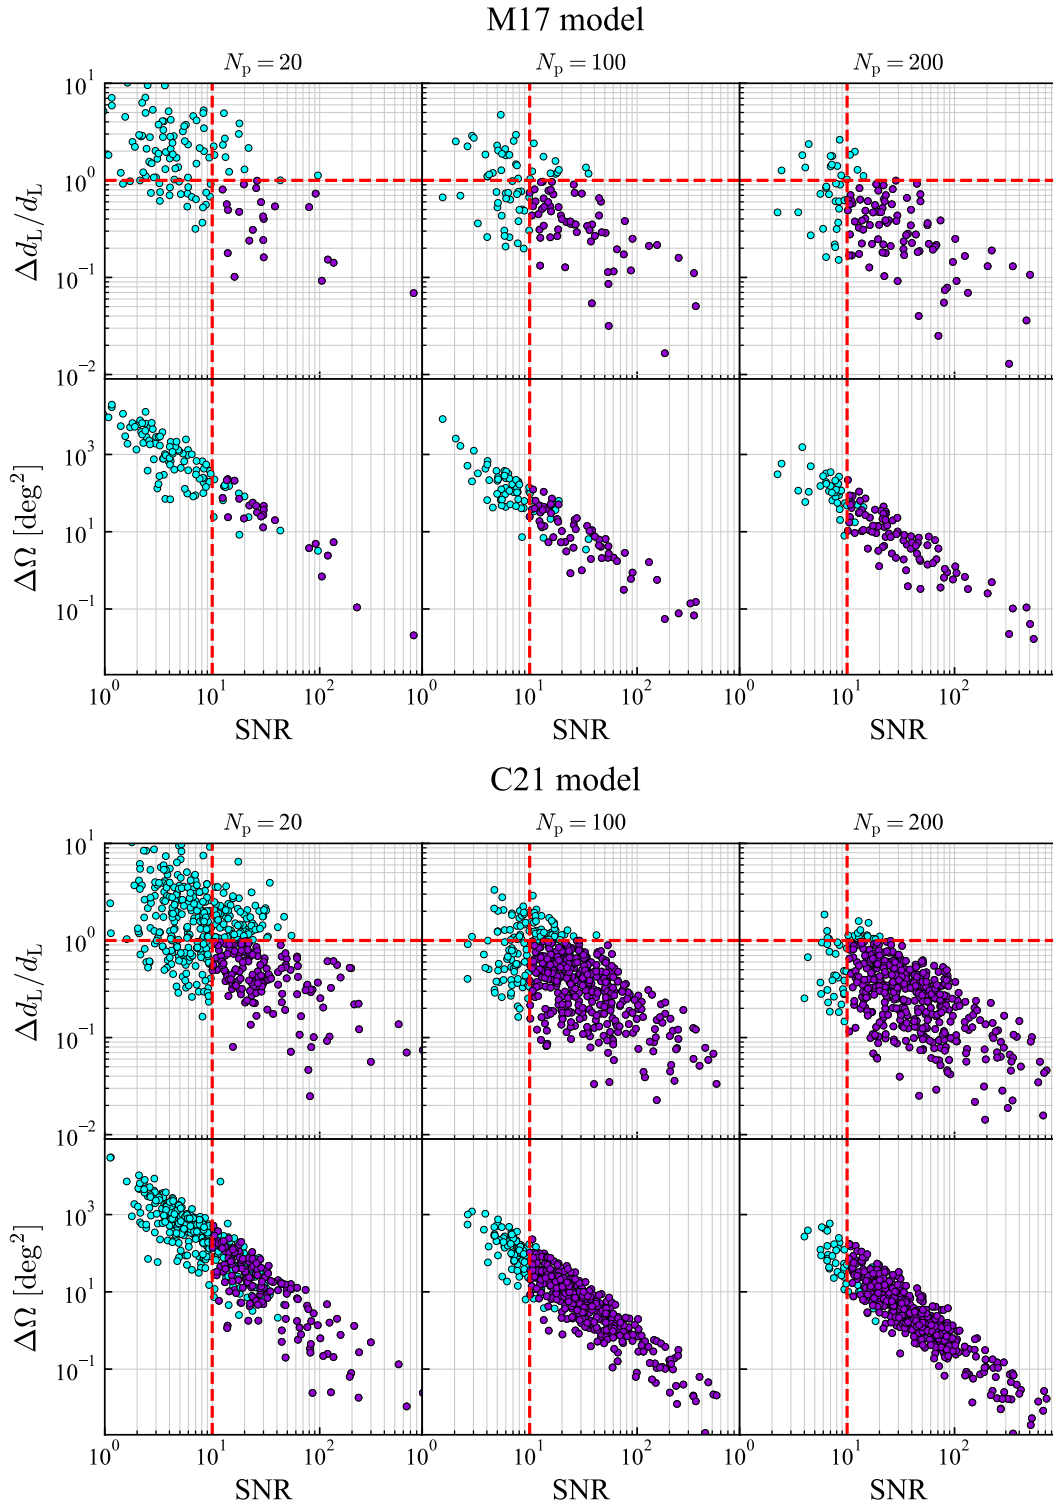 M17 model
N_p = 20
N_p = 100
N_p = 200
10^1
10^0
10^-1
10^-2
Δd_L/d_L
10^3
10^1
10^-1
ΔΩ [deg^2]
10^0 10^1 10^2 10^0 10^1 10^2 10^0 10^1 10^2
SNR SNR SNR
C21 model
N_p = 20
N_p = 100
N_p = 200
10^1
10^0
10^-1
10^-2
Δd_L/d_L
10^3
10^1
10^-1
ΔΩ [deg^2]
10^0 10^1 10^2 10^0 10^1 10^2 10^0 10^1 10^2
SNR SNR SNR